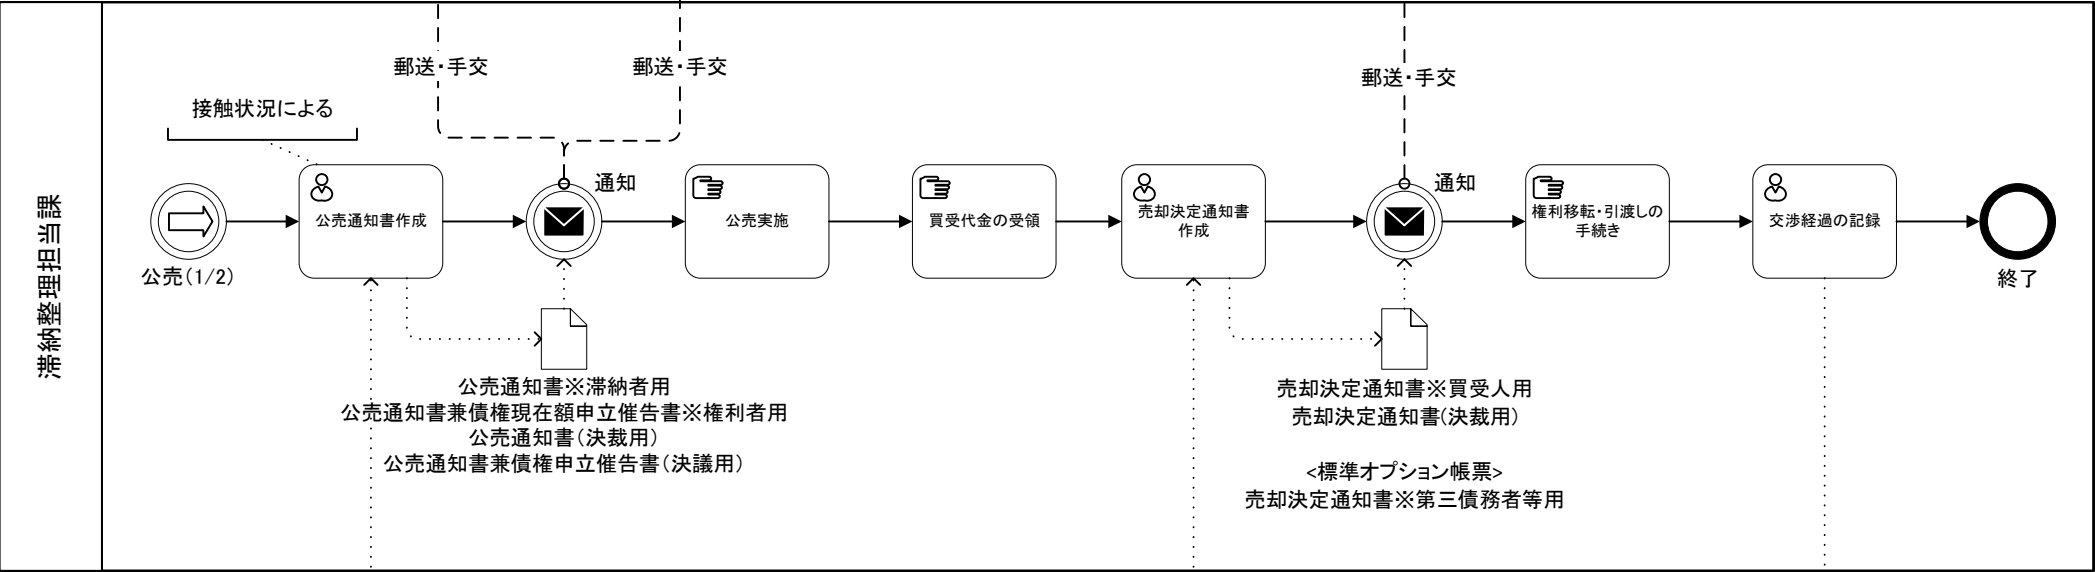 滞納整理担当課
郵送・手交
郵送・手交
郵送・手交
接触状況による
公売(1/2)
公売通知書作成
通知
公売実施
買受代金の受領
売却決定通知書
作成
通知
権利移転・引渡しの
手続き
交渉経過の記録
終了
公売通知書※滞納者用
公売通知書兼債権現在額申立催告書※権利者用
公売通知書(決裁用)
公売通知書兼債権申立催告書(決議用)
売却決定通知書※買受人用
売却決定通知書(決裁用)
<標準オプション帳票>
売却決定通知書※第三債務者等用